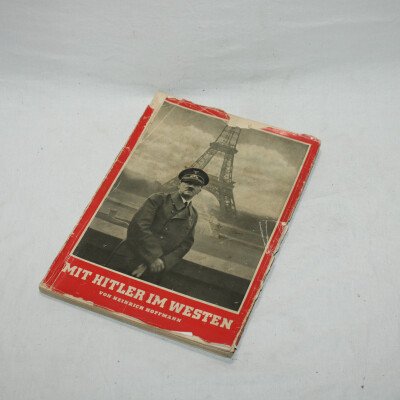 MIT HITLER IM WESTEN
VON HEINRICH HOFFMANN